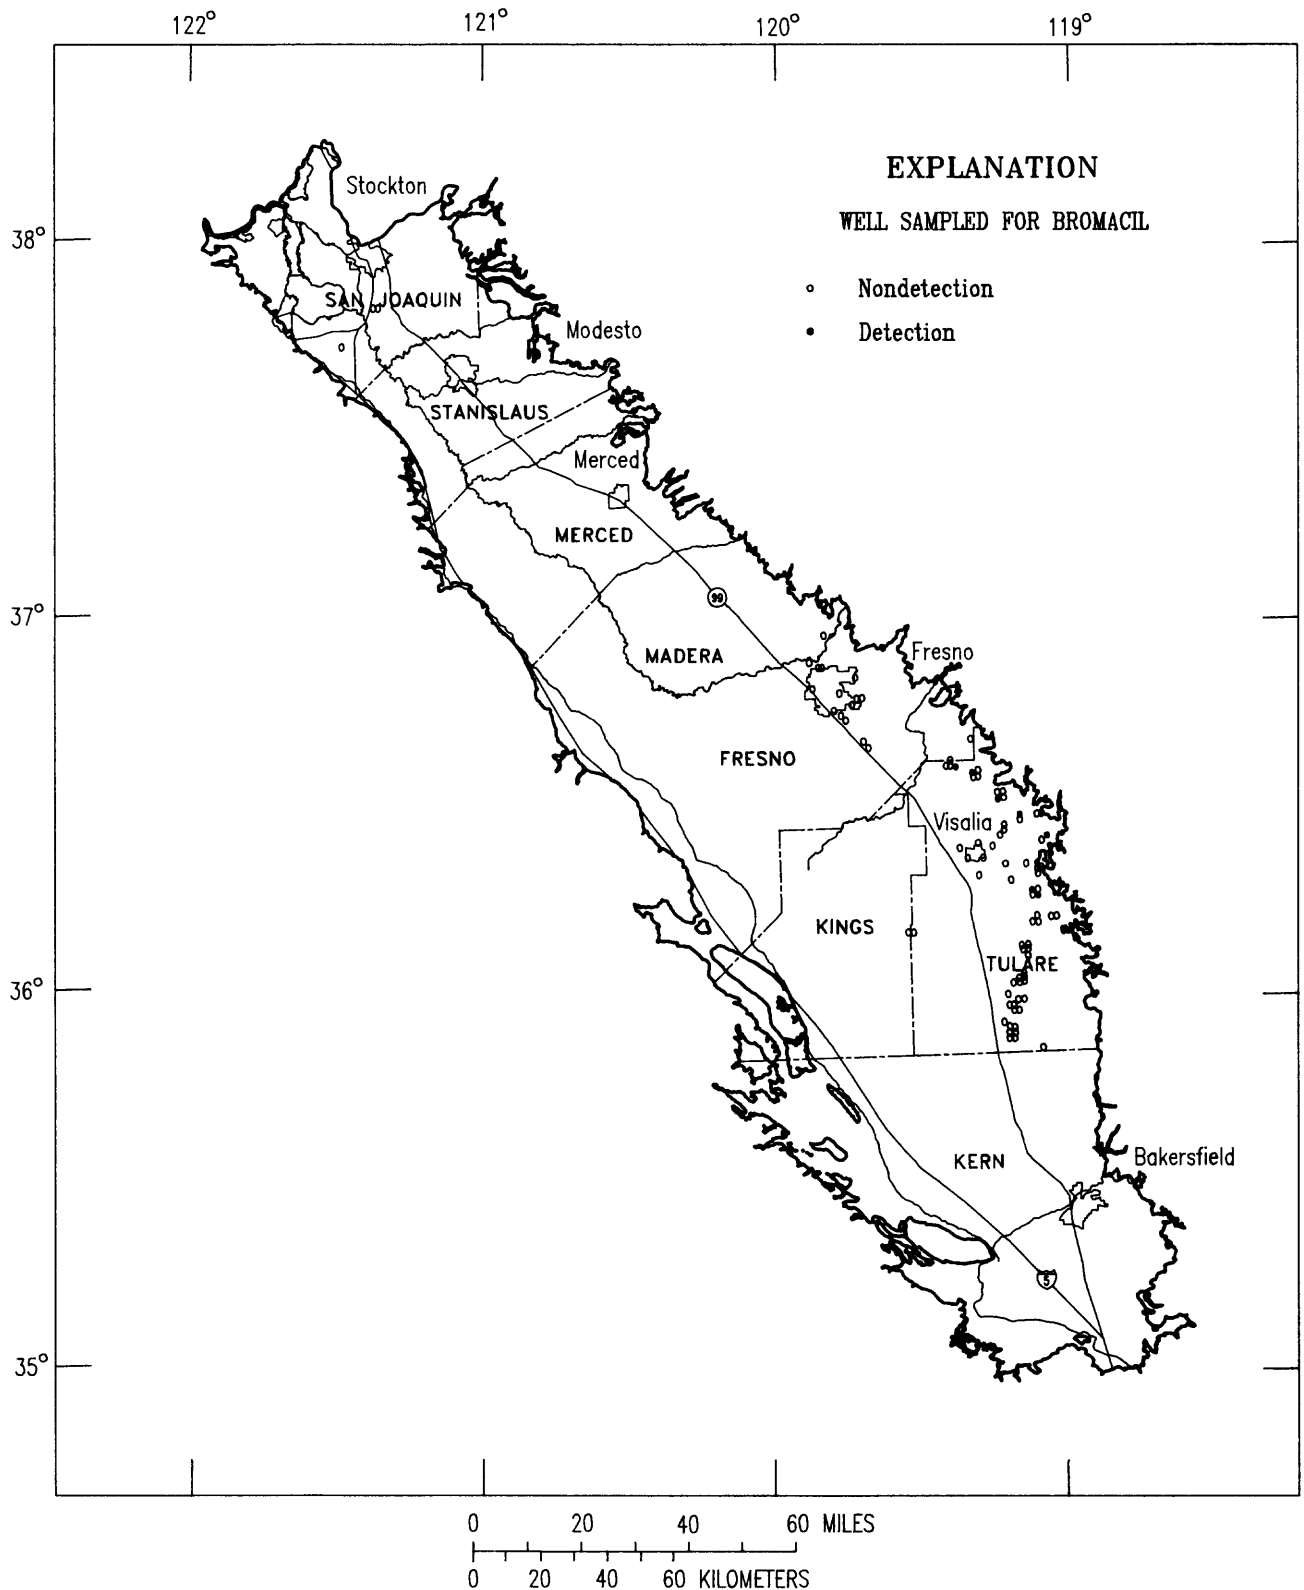 122° 121° 120° 119°
EXPLANATION
WELL SAMPLED FOR BROMACIL
Nondetection
Detection
Stockton
38°
SAN JOAQUIN
Modesto
STANISLAUS
Merced
MERCED
99
37°
MADERA
Fresno
FRESNO
Visalia
KINGS
TULARE
36°
KERN
Bakersfield
5
35°
0 20 40 60 MILES
0 20 40 60 KILOMETERS